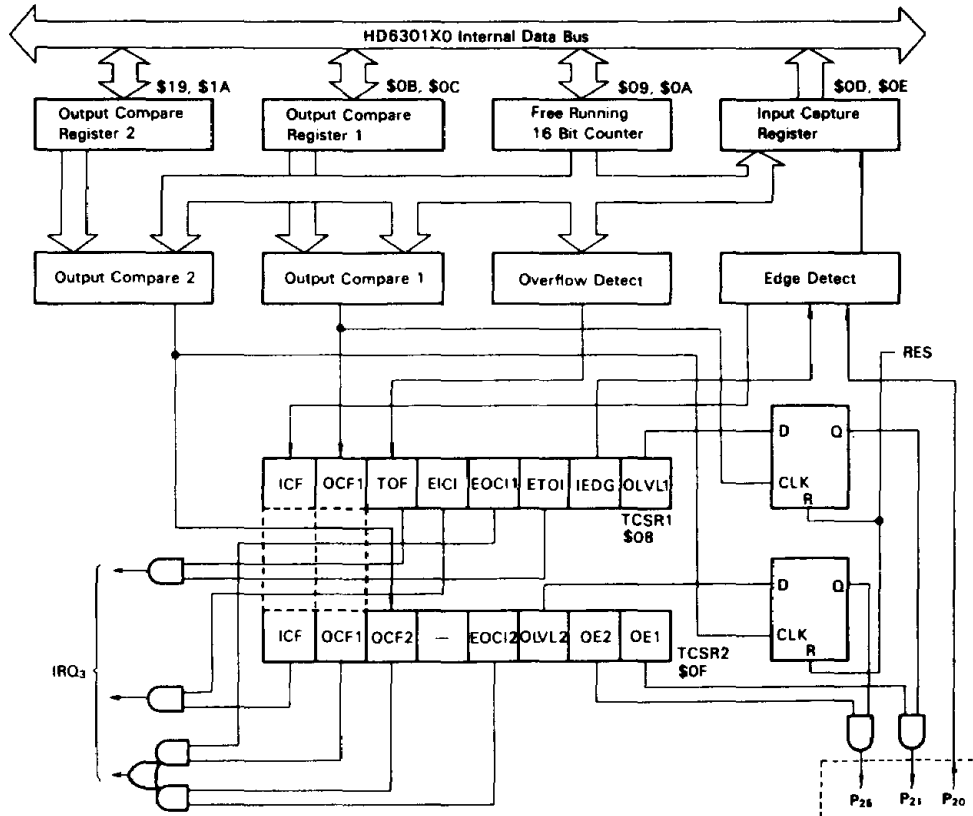 HD6301X0 Internal Data Bus
$19, $1A
$0B, $0C
$09, $0A
$0D, $0E
Output Compare
Register 2
Output Compare
Register 1
Free Running
16 Bit Counter
Input Capture
Register
Output Compare 2
Output Compare 1
Overflow Detect
Edge Detect
RES
D Q
CLK
R
ICF OCF1 TOF EICI EOCI1 ETOI IEDG OLVL1
TCSR1
$08
D Q
CLK
R
ICF OCF1 OCF2 — EOCI2 OLVL2 OE2 OE1
TCSR2
$0F
IRQ₃
P₂₅ P₂₁ P₂₀